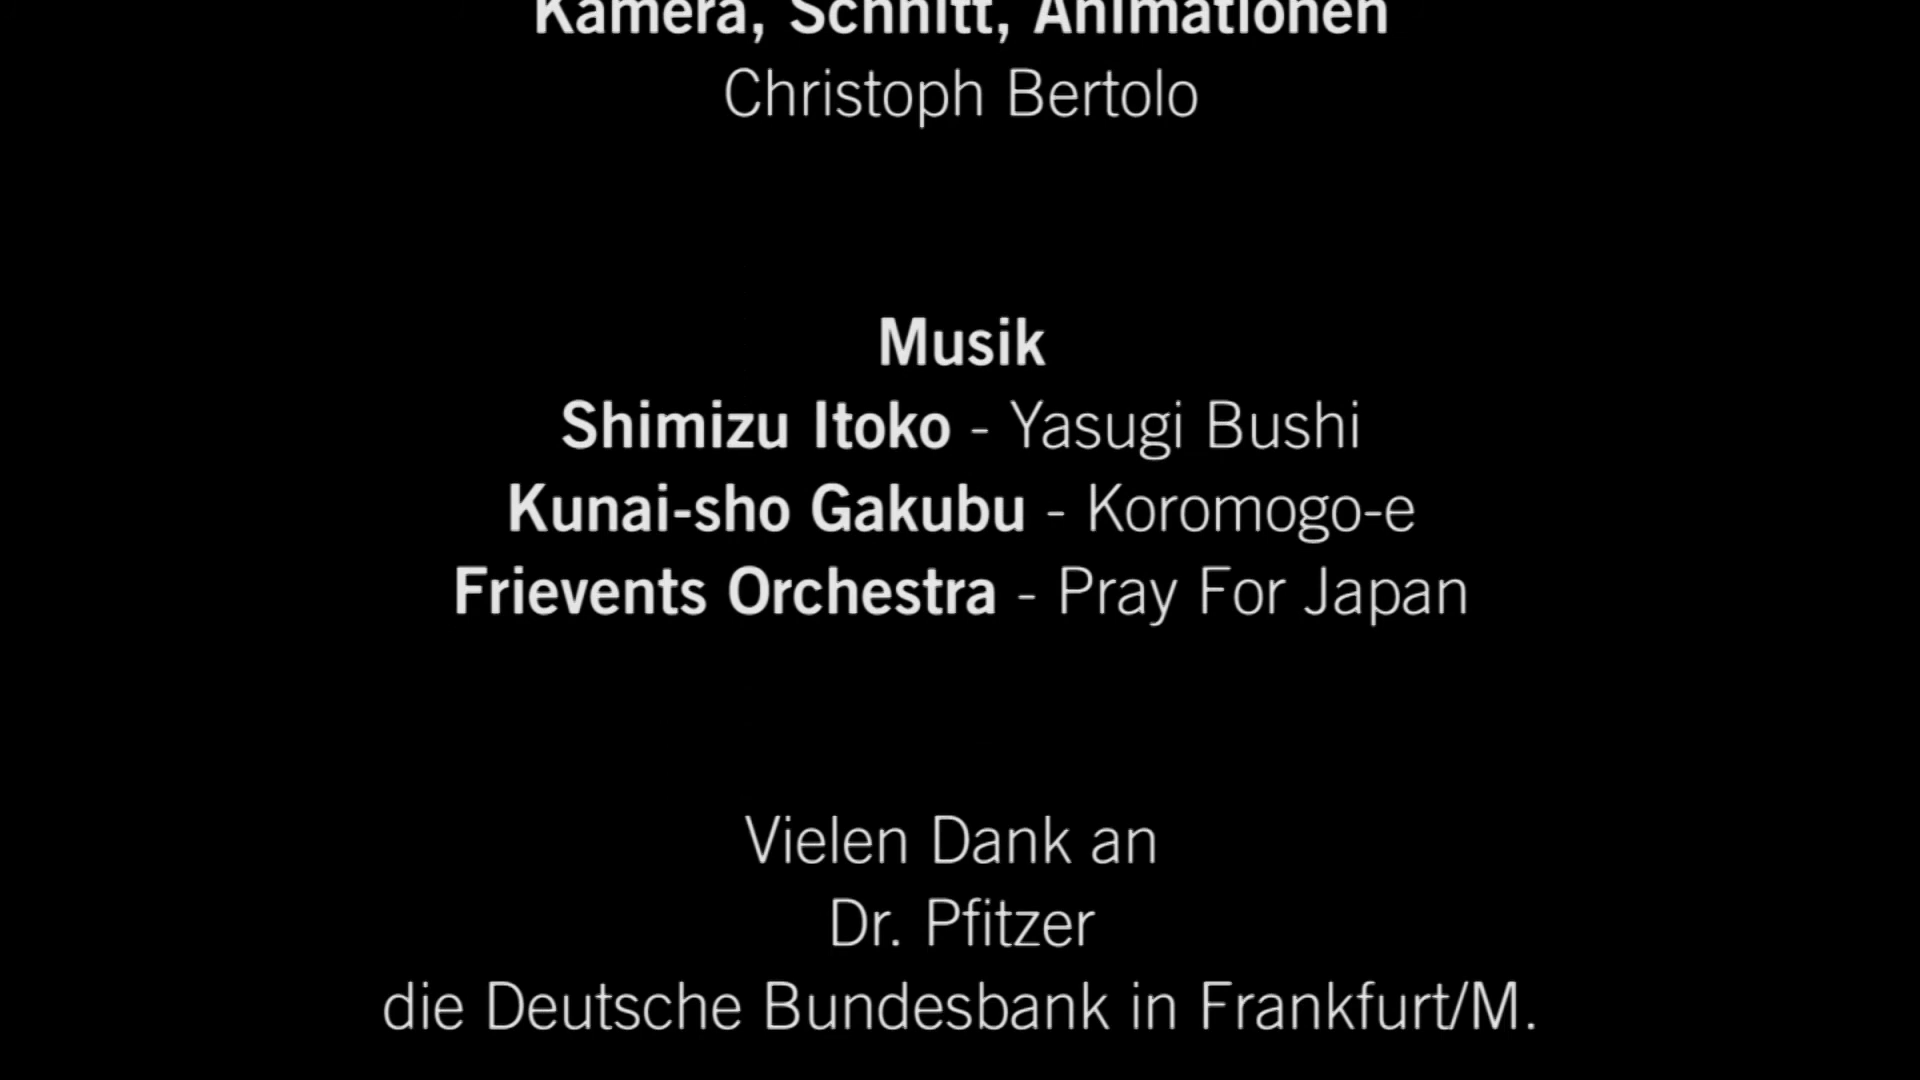 Kamera, Schnitt, Animationen
Christoph Bertolo
Musik
Shimizu Itoko - Yasugi Bushi
Kunai-sho Gakubu - Koromogo-e
Frievents Orchestra - Pray For Japan
Vielen Dank an
Dr. Pfitzer
die Deutsche Bundesbank in Frankfurt/M.